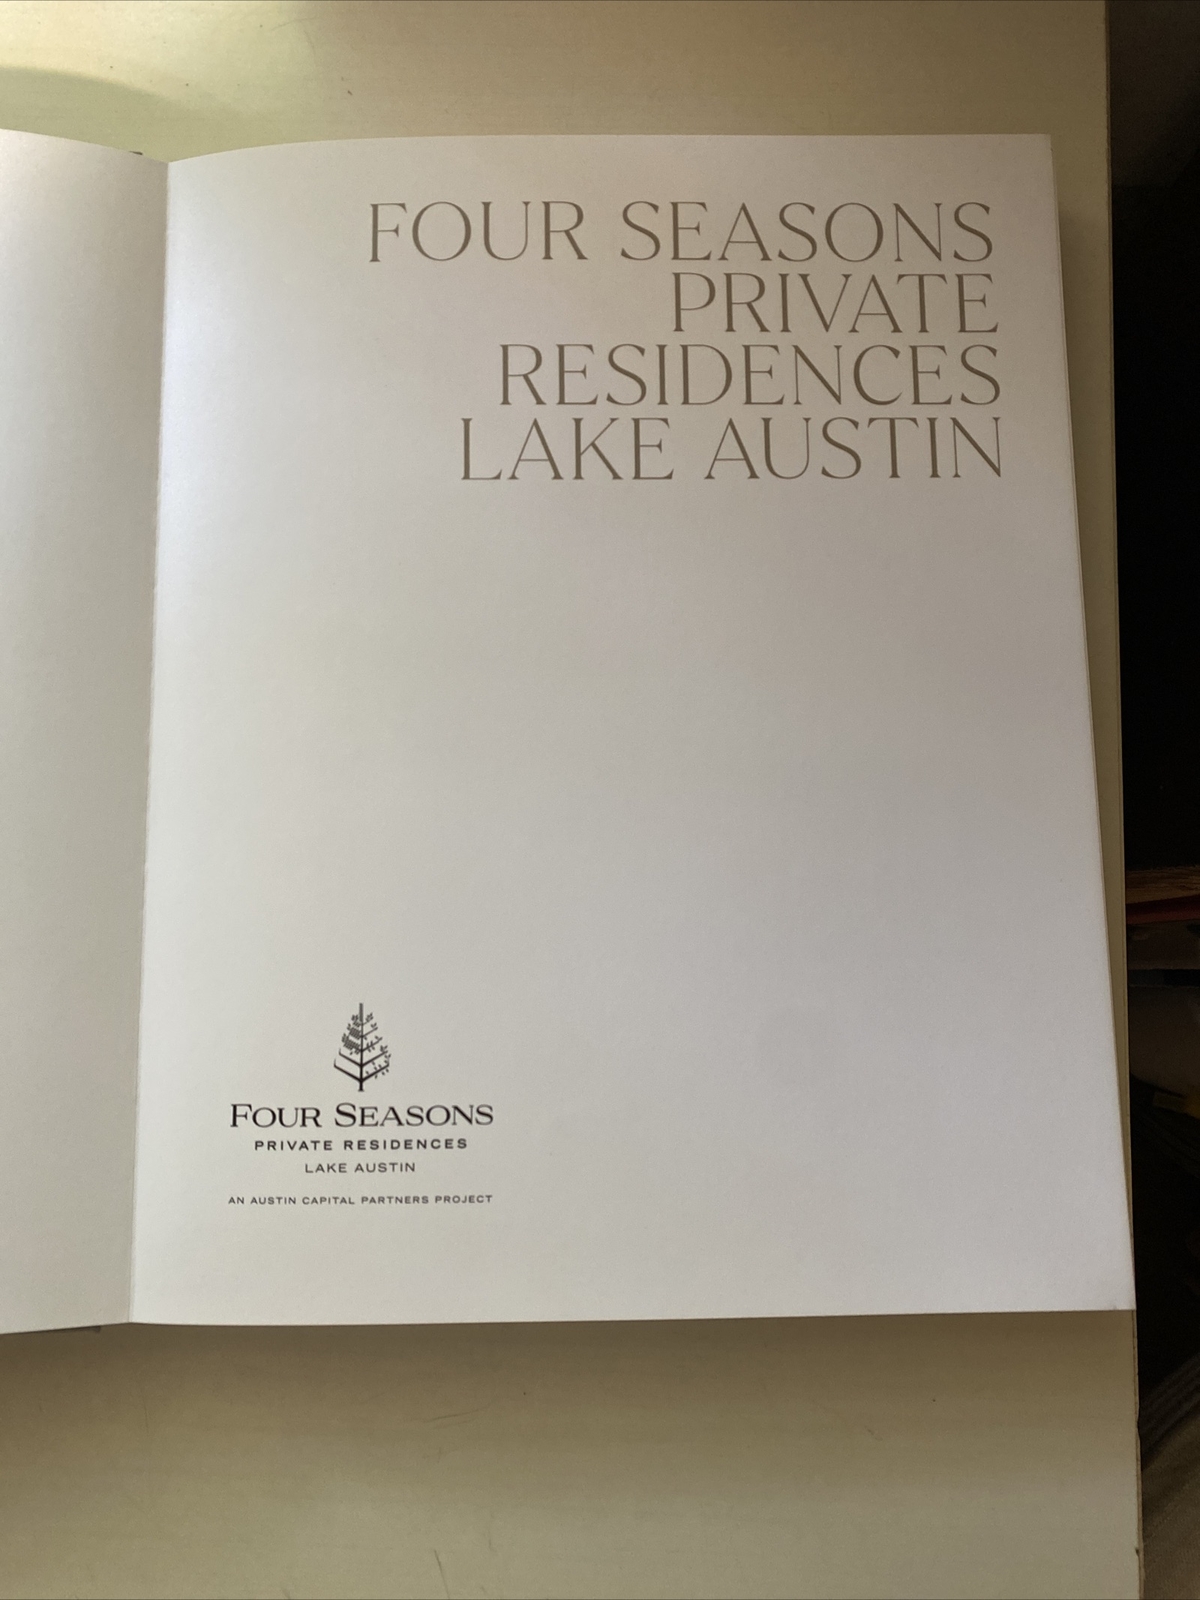 FOUR SEASONS
PRIVATE
RESIDENCES
LAKE AUSTIN
FOUR SEASONS
PRIVATE RESIDENCES
LAKE AUSTIN
AN AUSTIN CAPITAL PARTNERS PROJECT